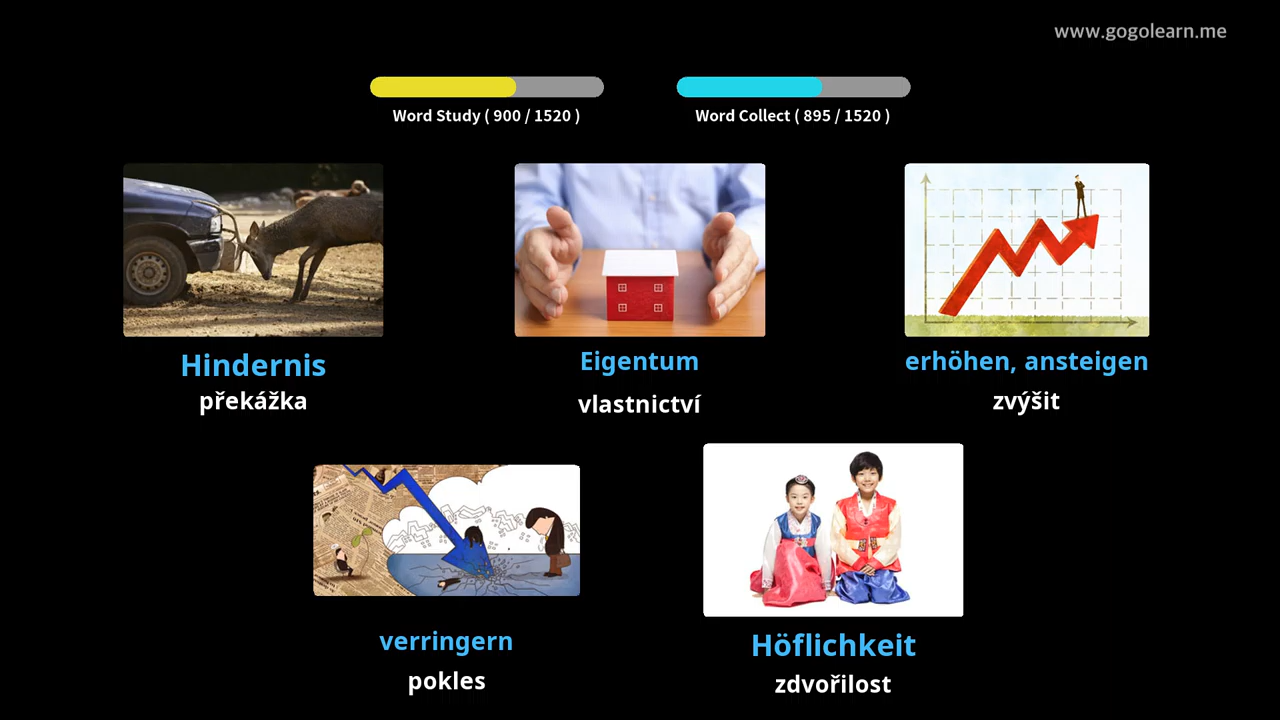 www.gogolearn.me
Word Study ( 900 / 1520 )
Word Collect ( 895 / 1520 )
Hindernis
překážka
Eigentum
vlastnictví
erhöhen, ansteigen
zvýšit
verringern
pokles
Höflichkeit
zdvořilost